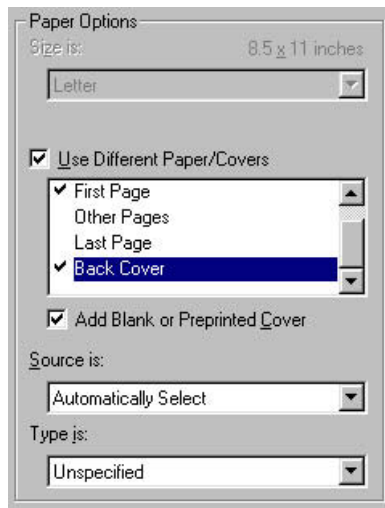 Paper Options
Size is: 8.5 x 11 inches
Letter
Use Different Paper/Covers
First Page
Other Pages
Last Page
Back Cover
Add Blank or Preprinted Cover
Source is:
Automatically Select
Type is:
Unspecified